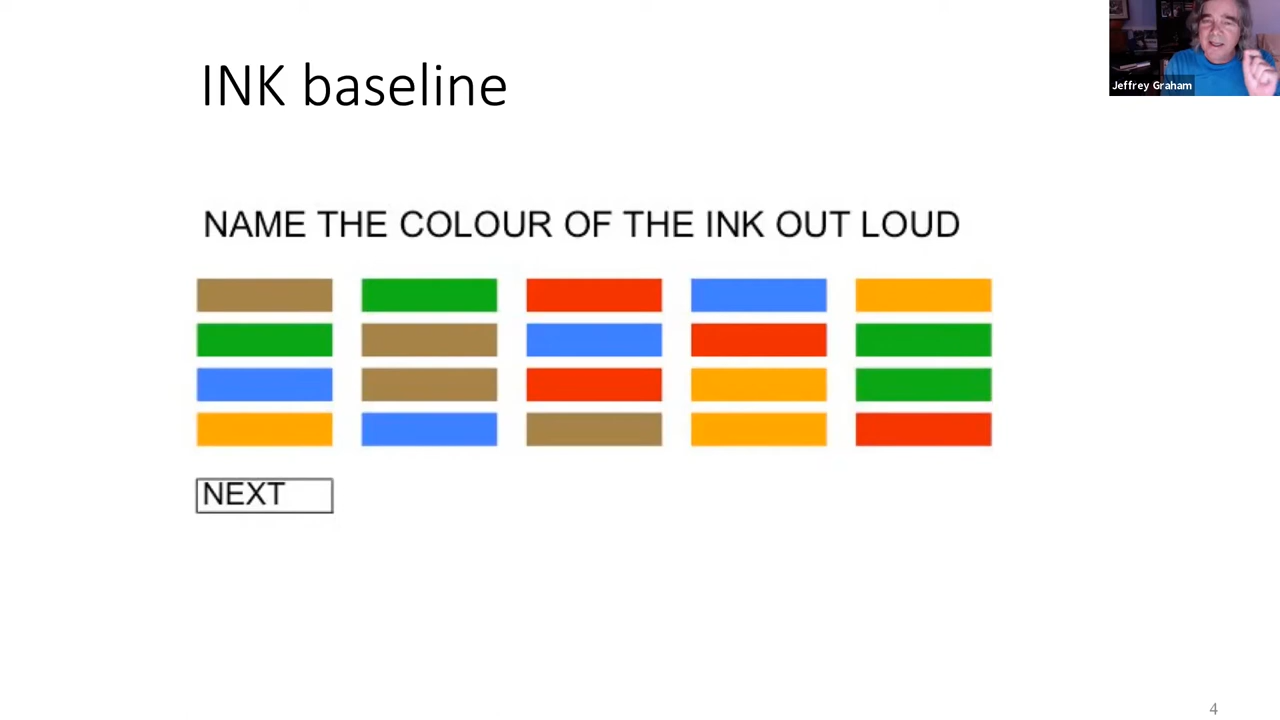 INK baseline
Jeffrey Graham
NAME THE COLOUR OF THE INK OUT LOUD
NEXT
4